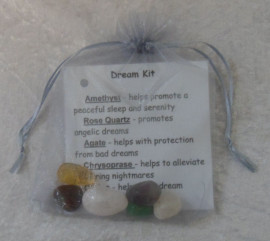 Dream Kit
Amethyst - helps promote a
peaceful sleep and serenity
Rose Quartz - promotes
angelic dreams
Agate - helps with protection
from bad dreams
Chrysoprase - helps to alleviate
nightmares
dream